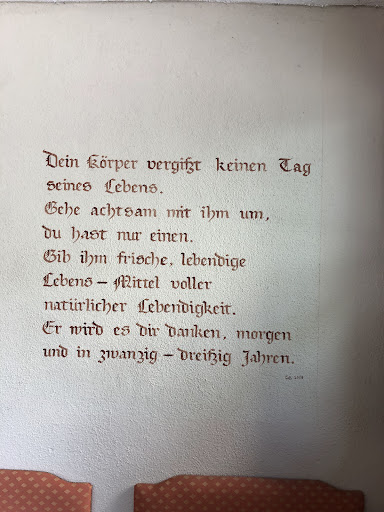 Dein Körper vergißt keinen Tag
seines Lebens.
Gehe achtsam mit ihm um,
du hast nur einen.
Gib ihm frische, lebendige
Lebens – Mittel voller
natürlicher Lebendigkeit.
Er wird es dir danken, morgen
und in zwanzig – dreißig Jahren.